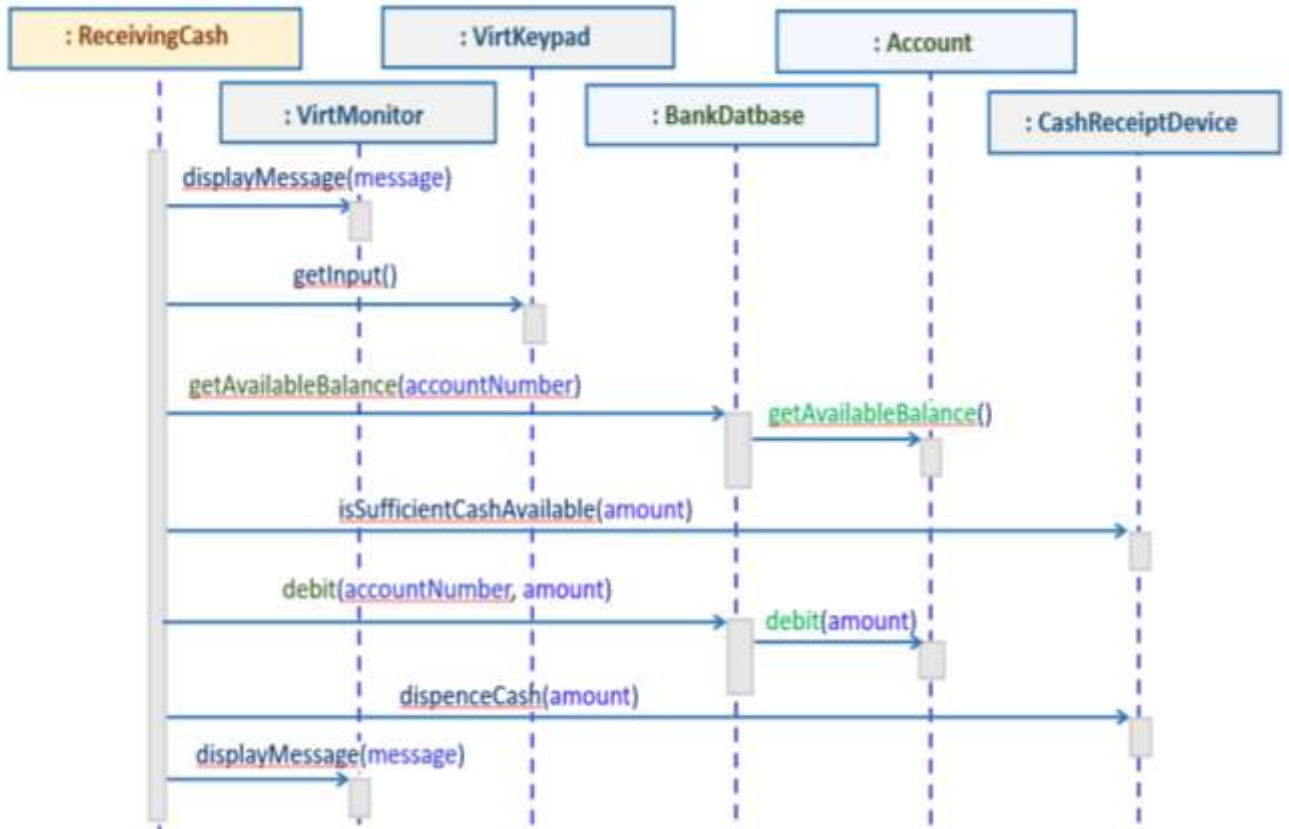 : ReceivingCash
: VirtKeypad
: Account
: VirtMonitor
: BankDatbase
: CashReceiptDevice
displayMessage(message)
getInput()
getAvailableBalance(accountNumber)
getAvailableBalance()
isSufficientCashAvailable(amount)
debit(accountNumber, amount)
debit(amount)
dispenceCash(amount)
displayMessage(message)